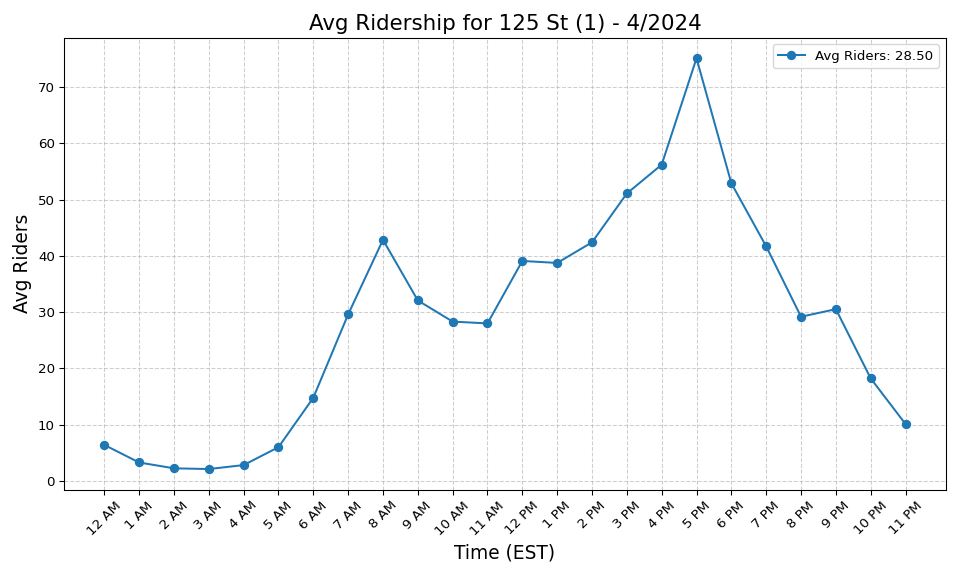 Avg Ridership for 125 St (1) - 4/2024
Avg Riders: 28.50
Avg Riders
70
60
50
40
30
20
10
0
12 AM
1 AM
2 AM
3 AM
4 AM
5 AM
6 AM
7 AM
8 AM
9 AM
10 AM
11 AM
12 PM
1 PM
2 PM
3 PM
4 PM
5 PM
6 PM
7 PM
8 PM
9 PM
10 PM
11 PM
Time (EST)